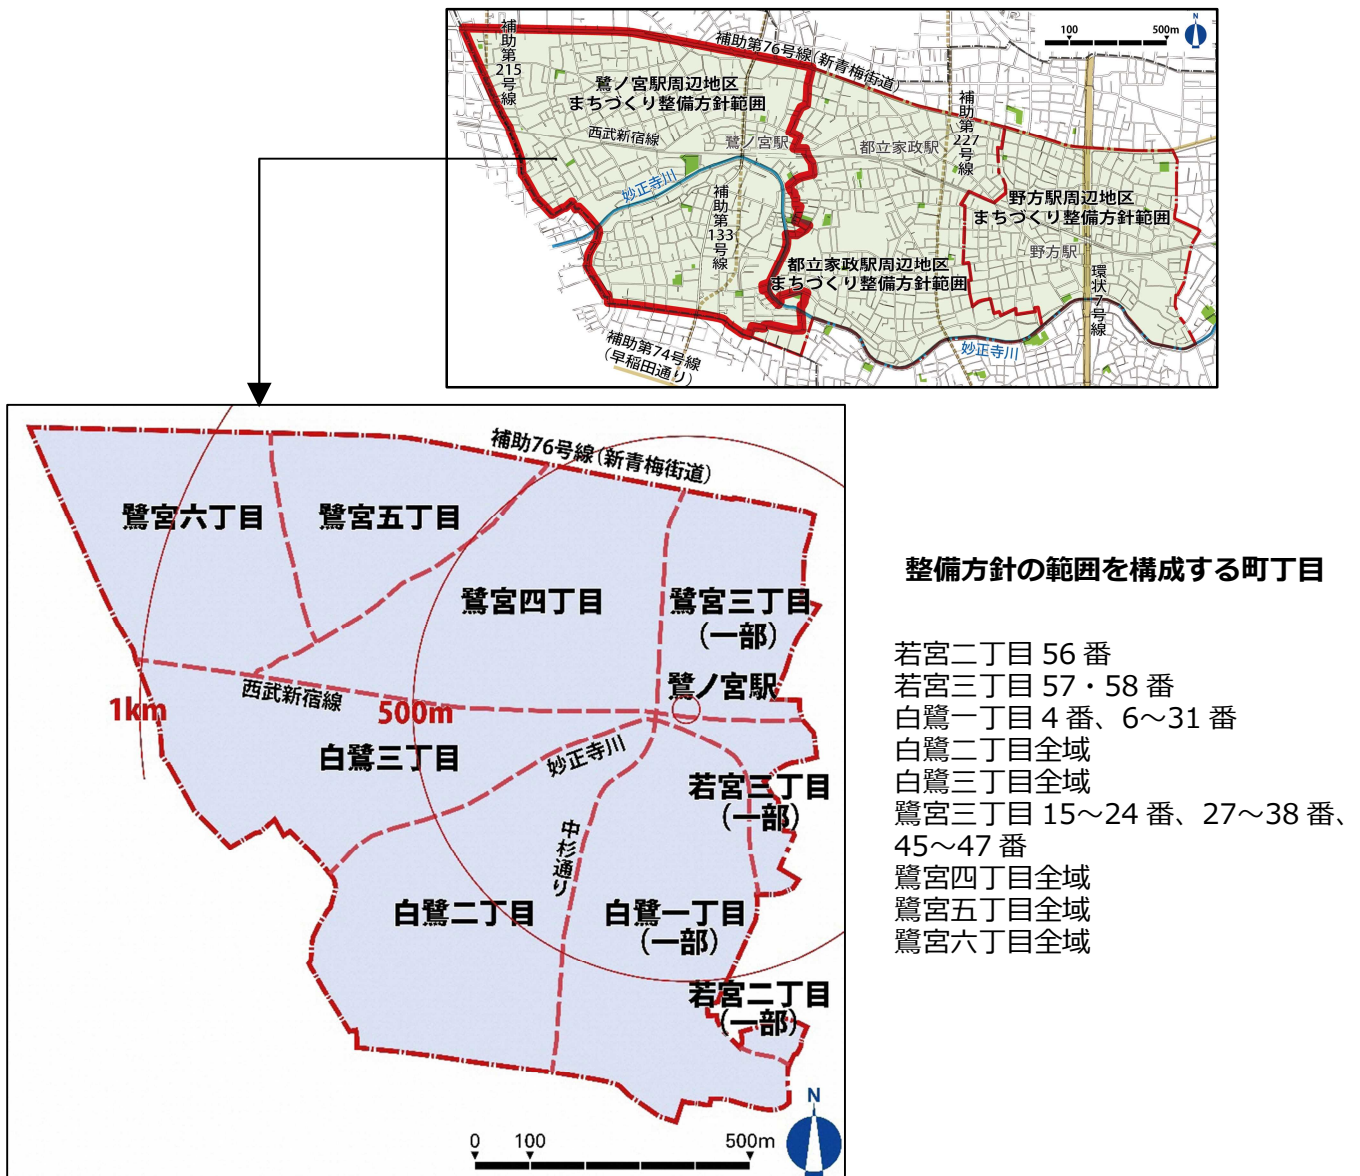 補助第215号線
補助第76号線(新青梅街道)
100 500m
N
鷺ノ宮駅周辺地区
まちづくり整備方針範囲
西武新宿線
鷺ノ宮駅
都立家政駅
補助第227号線
妙正寺川
補助第133号線
野方駅周辺地区
まちづくり整備方針範囲
野方駅
都立家政駅周辺地区
まちづくり整備方針範囲
環状7号線
妙正寺川
補助第74号線
(早稲田通り)
補助76号線(新青梅街道)
鷺宮六丁目
鷺宮五丁目
鷺宮四丁目
鷺宮三丁目
(一部)
鷺ノ宮駅
西武新宿線
1km
500m
白鷺三丁目
妙正寺川
若宮三丁目
(一部)
中杉通り
白鷺二丁目
白鷺一丁目
(一部)
若宮二丁目
(一部)
0 100 500m
N
整備方針の範囲を構成する町丁目
若宮二丁目 56 番
若宮三丁目 57・58 番
白鷺一丁目 4 番、6～31 番
白鷺二丁目全域
白鷺三丁目全域
鷺宮三丁目 15～24 番、27～38 番、
45～47 番
鷺宮四丁目全域
鷺宮五丁目全域
鷺宮六丁目全域